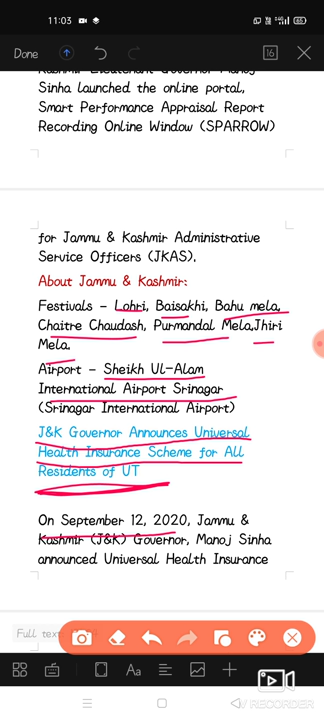 11:03
65
Done
16
Kashmir Lieutenant Governor Manoj
Sinha launched the online portal,
Smart Performance Appraisal Report
Recording Online Window (SPARROW)
for Jammu & Kashmir Administrative
Service Officers (JKAS).
About Jammu & Kashmir:
Festivals – Lohri, Baisakhi, Bahu mela,
Chaitre Chaudash, Purmandal Mela,Jhiri
Mela.
Airport – Sheikh Ul-Alam
International Airport Srinagar
(Srinagar International Airport)
J&K Governor Announces Universal
Health Insurance Scheme for All
Residents of UT
On September 12, 2020, Jammu &
Kashmir (J&K) Governor, Manoj Sinha
announced Universal Health Insurance
Full tex
Aa
RECORDER